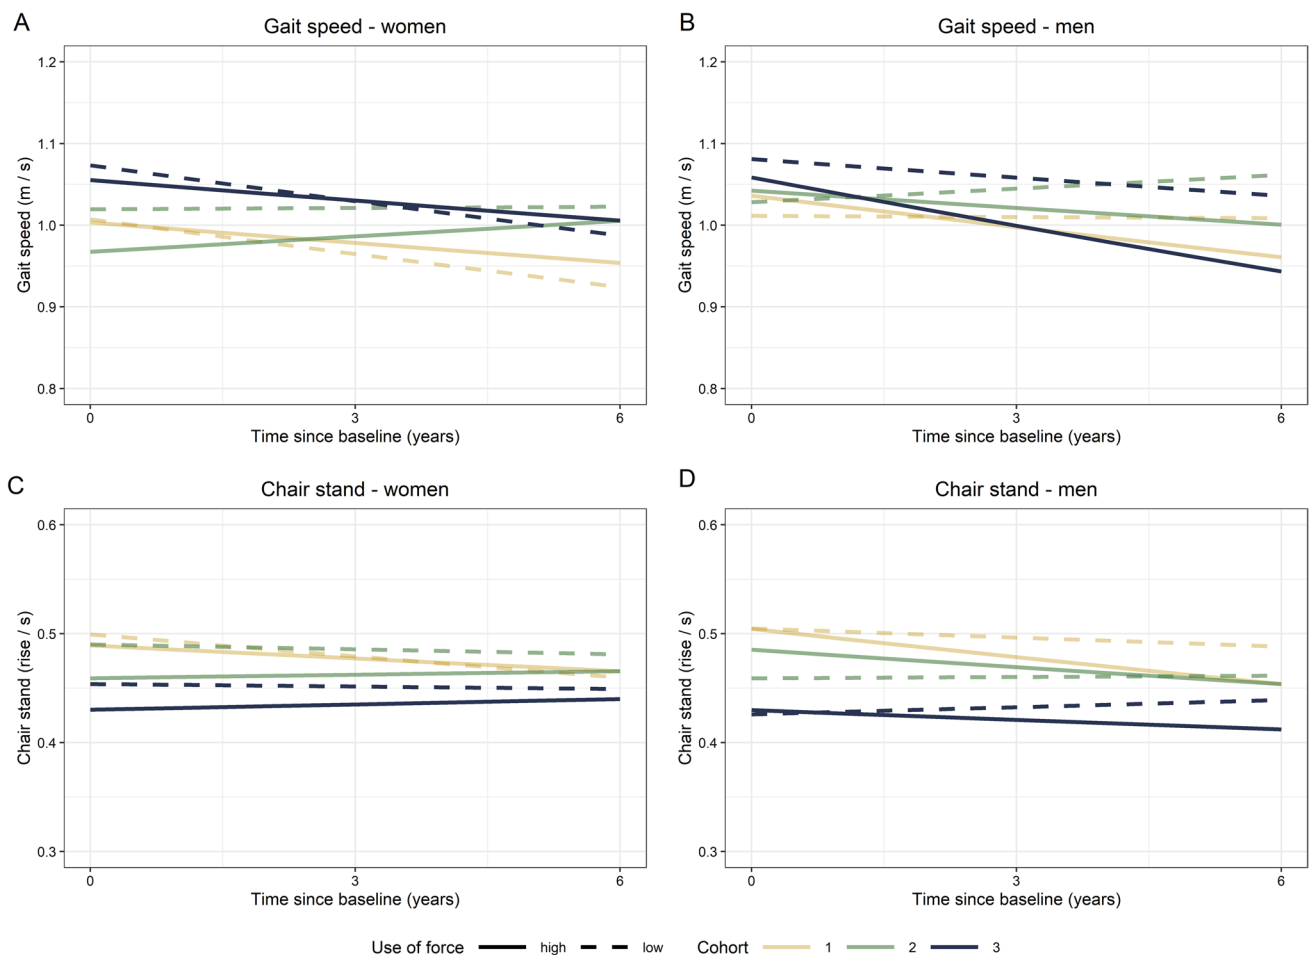 A
Gait speed - women
1.2
1.1
1.0
0.9
0.8
Gait speed (m / s)
0
3
6
Time since baseline (years)
B
Gait speed - men
1.2
1.1
1.0
0.9
0.8
Gait speed (m / s)
0
3
6
Time since baseline (years)
C
Chair stand - women
0.6
0.5
0.4
0.3
Chair stand (rise / s)
0
3
6
Time since baseline (years)
D
Chair stand - men
0.6
0.5
0.4
0.3
Chair stand (rise / s)
0
3
6
Time since baseline (years)
Use of force high low Cohort 1 2 3